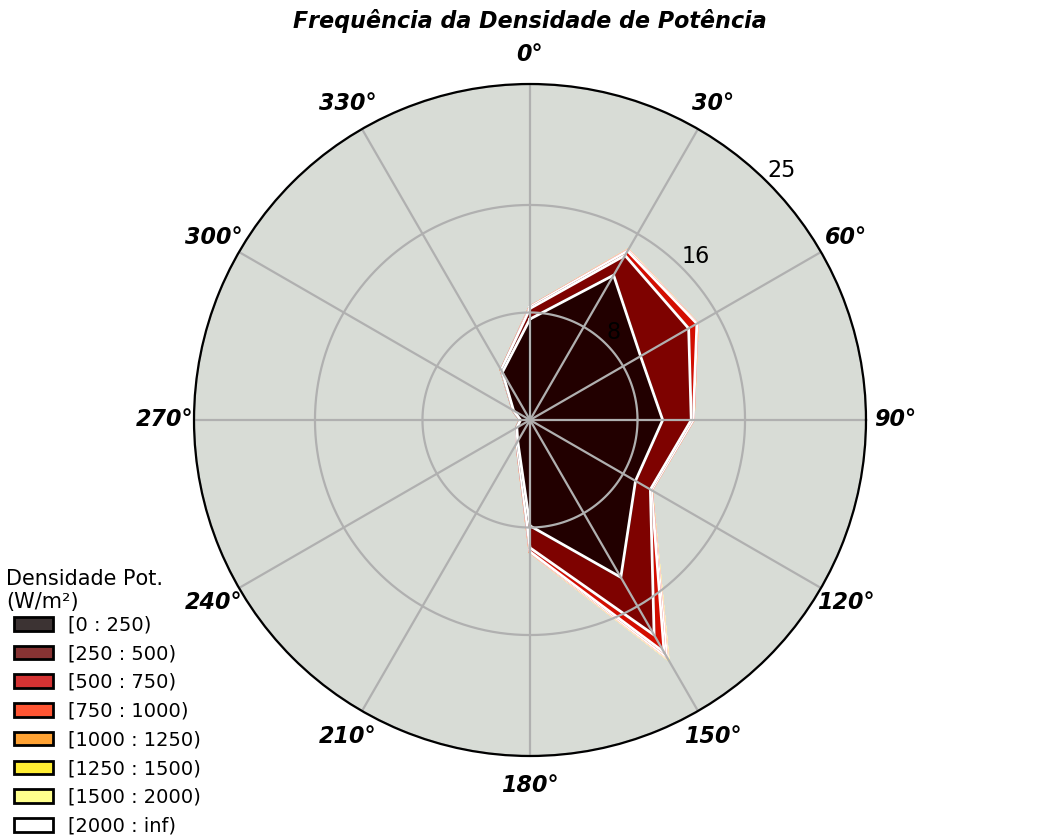 Frequência da Densidade de Potência
0°
330°
30°
25
300°
60°
16
8
270°
90°
240°
120°
210°
150°
180°
Densidade Pot.
(W/m²)
[0 : 250)
[250 : 500)
[500 : 750)
[750 : 1000)
[1000 : 1250)
[1250 : 1500)
[1500 : 2000)
[2000 : inf)